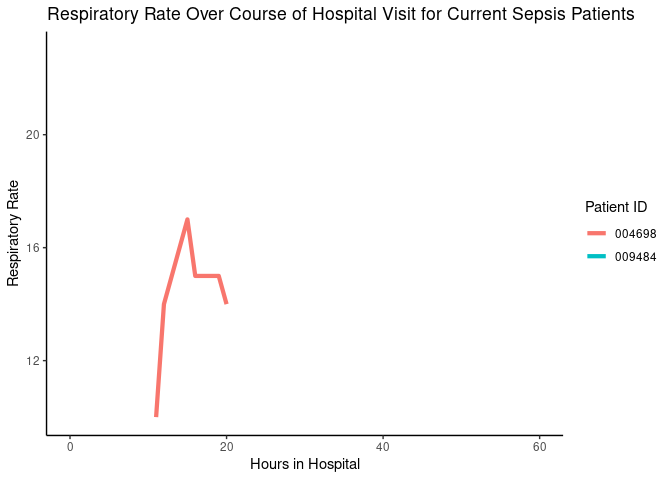 Respiratory Rate Over Course of Hospital Visit for Current Sepsis Patients
20
16
12
Respiratory Rate
0 20 40 60
Hours in Hospital
Patient ID
004698
009484